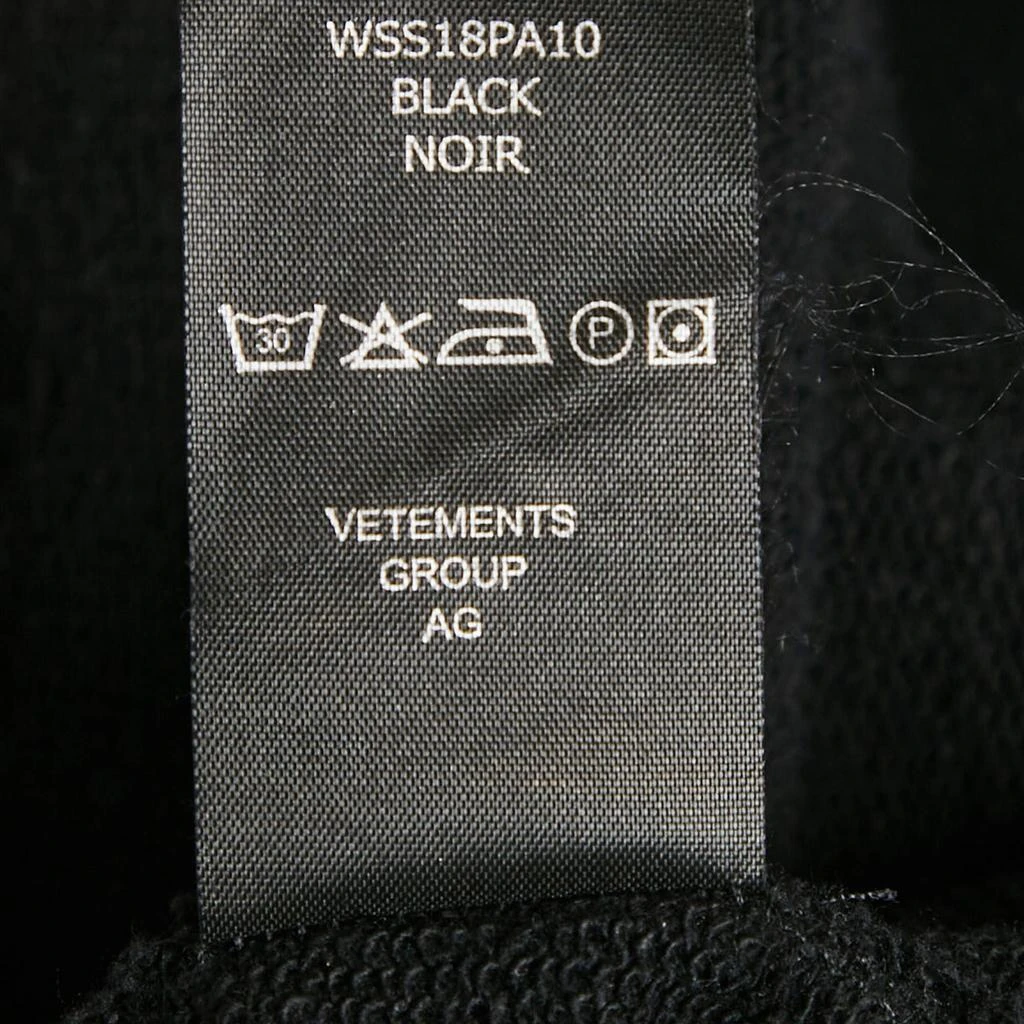 WSS18PA10
BLACK
NOIR
30 P
VETEMENTS
GROUP
AG